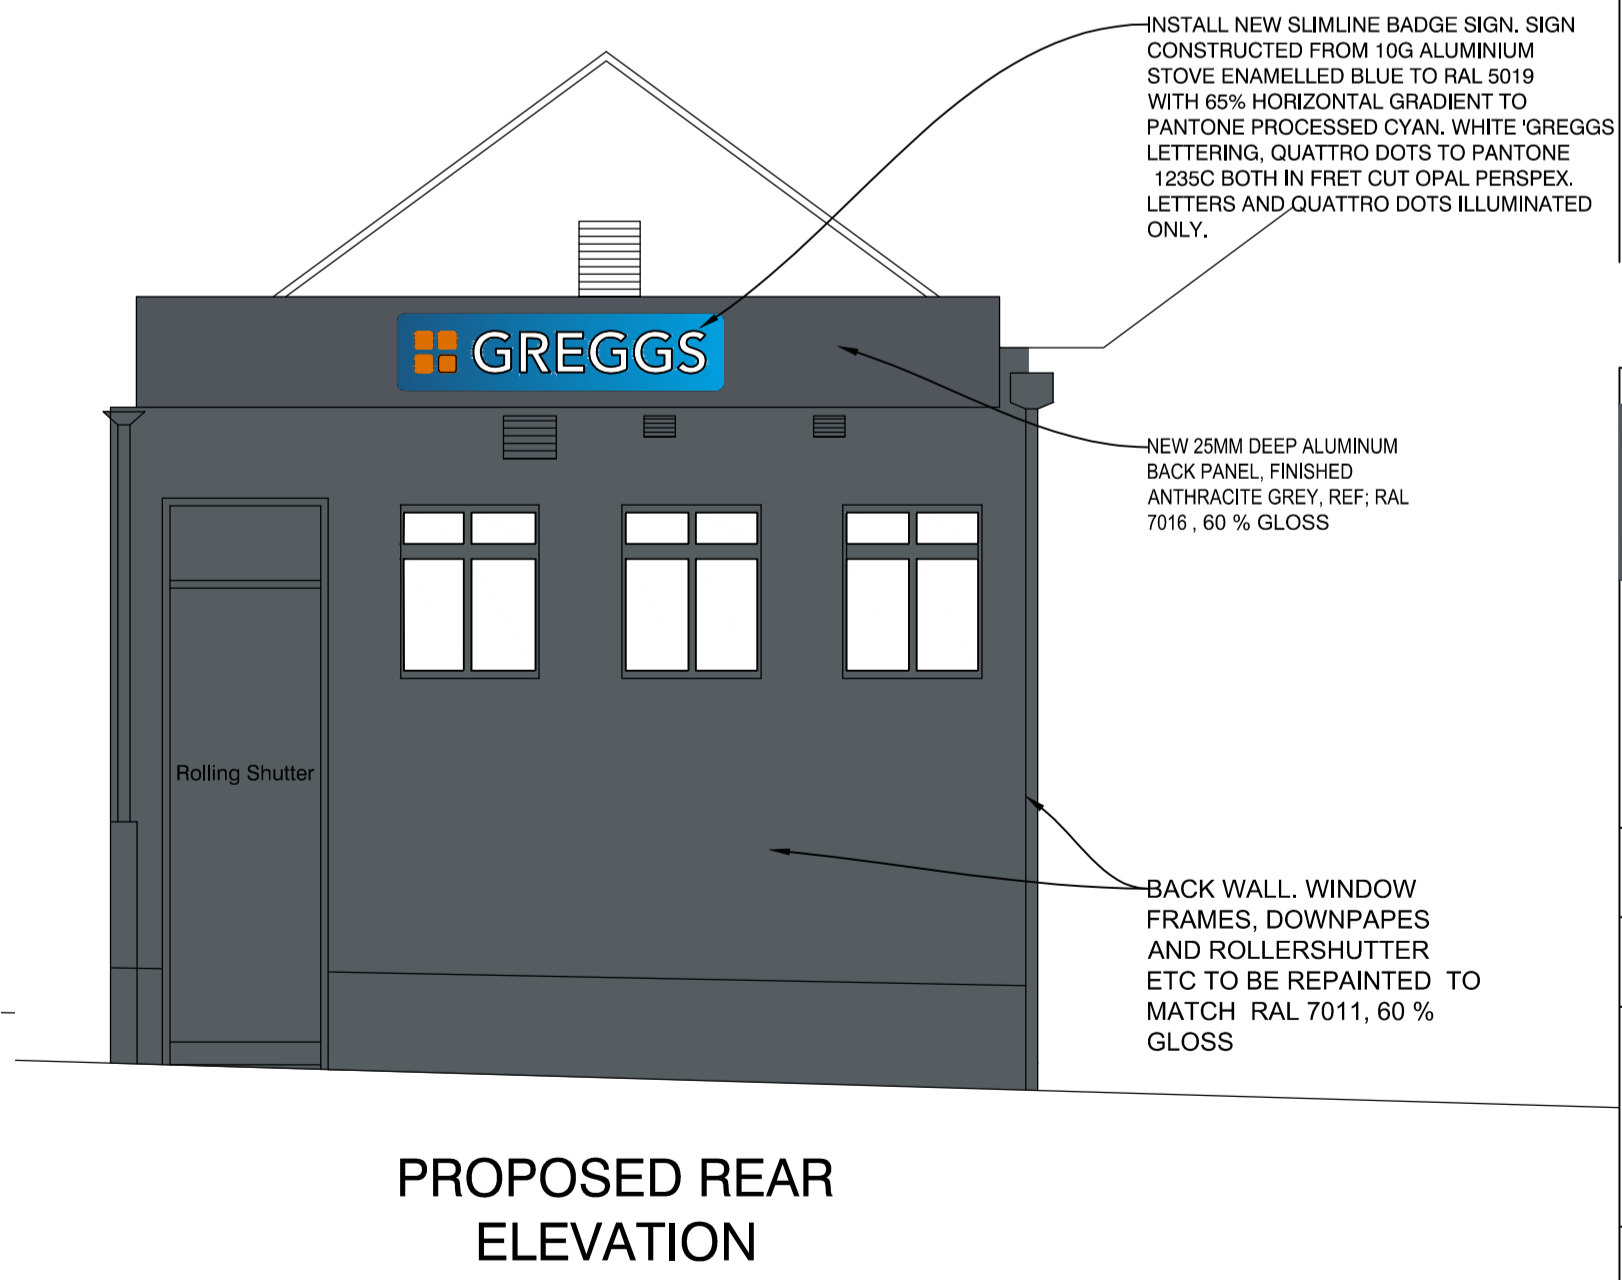 INSTALL NEW SLIMLINE BADGE SIGN. SIGN
CONSTRUCTED FROM 10G ALUMINIUM
STOVE ENAMELLED BLUE TO RAL 5019
WITH 65% HORIZONTAL GRADIENT TO
PANTONE PROCESSED CYAN. WHITE 'GREGGS
LETTERING, QUATTRO DOTS TO PANTONE
1235C BOTH IN FRET CUT OPAL PERSPEX.
LETTERS AND QUATTRO DOTS ILLUMINATED
ONLY.
GREGGS
NEW 25MM DEEP ALUMINUM
BACK PANEL, FINISHED
ANTHRACITE GREY, REF; RAL
7016 , 60 % GLOSS
Rolling Shutter
BACK WALL. WINDOW
FRAMES, DOWNPAPES
AND ROLLERSHUTTER
ETC TO BE REPAINTED TO
MATCH RAL 7011, 60 %
GLOSS
PROPOSED REAR
ELEVATION